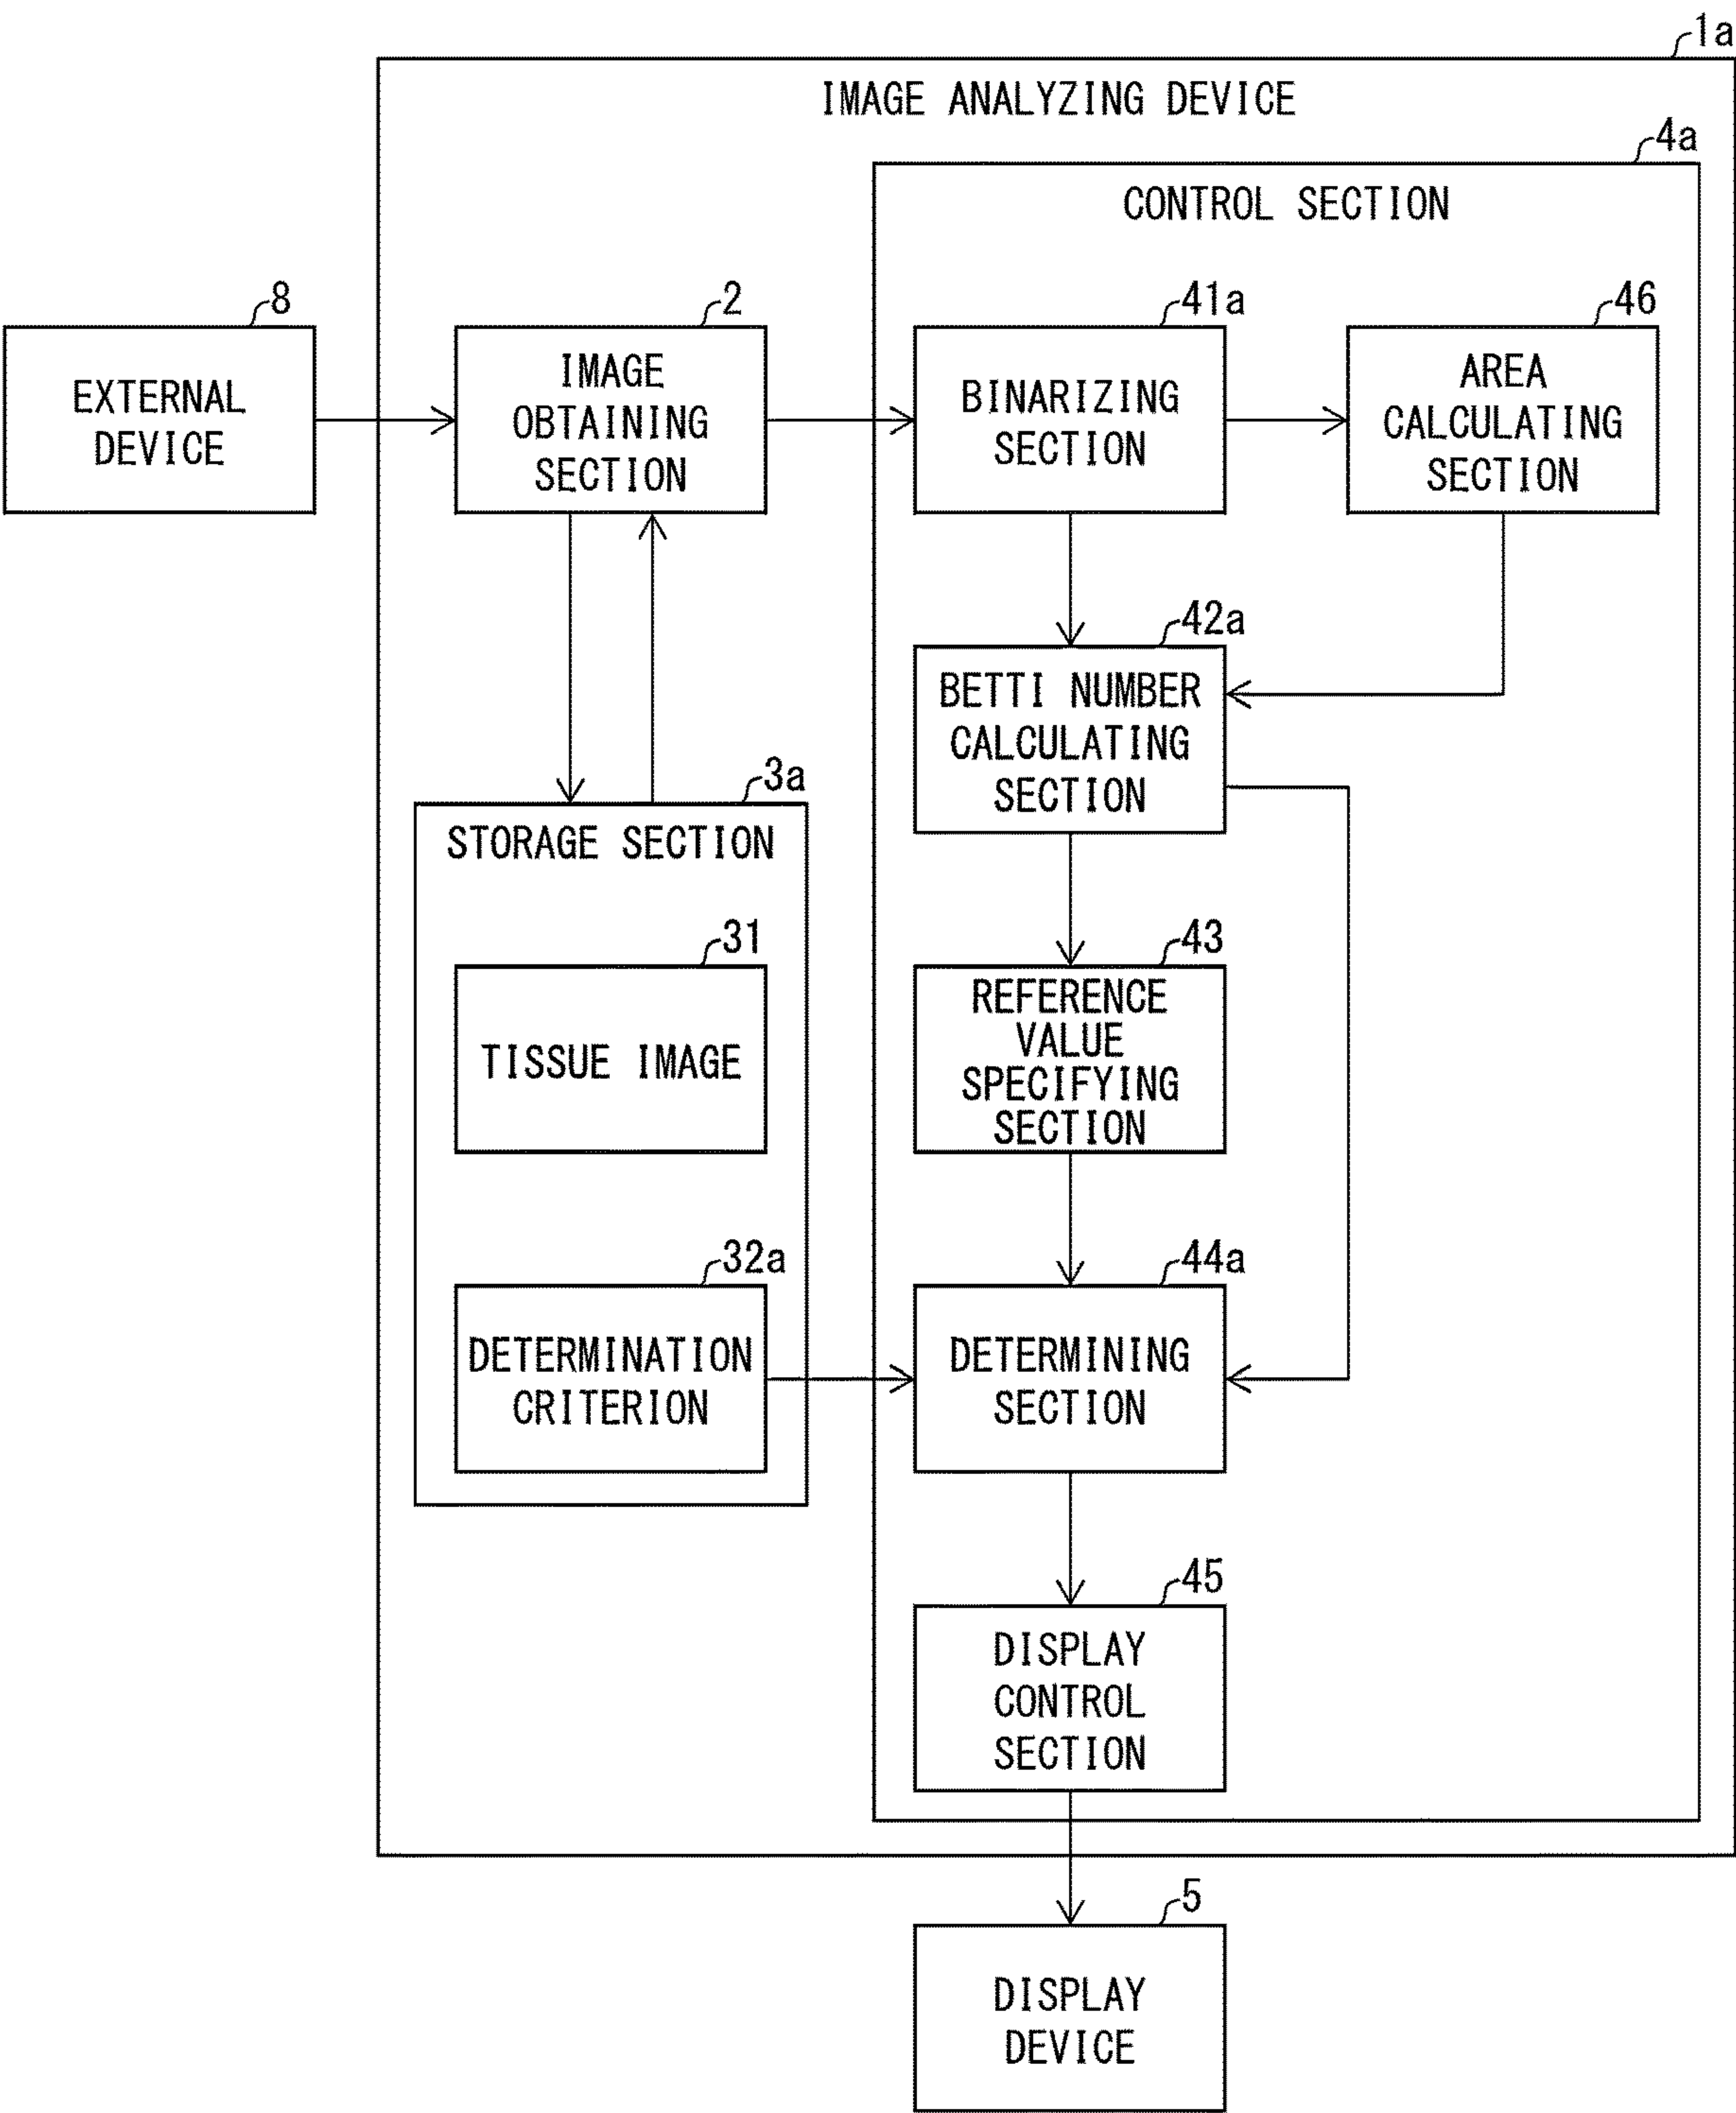 1a
IMAGE ANALYZING DEVICE
4a
CONTROL SECTION
8
EXTERNAL
DEVICE
2
IMAGE
OBTAINING
SECTION
41a
BINARIZING
SECTION
46
AREA
CALCULATING
SECTION
42a
BETTI NUMBER
CALCULATING
SECTION
3a
STORAGE SECTION
31
TISSUE IMAGE
43
REFERENCE
VALUE
SPECIFYING
SECTION
32a
DETERMINATION
CRITERION
44a
DETERMINING
SECTION
45
DISPLAY
CONTROL
SECTION
5
DISPLAY
DEVICE